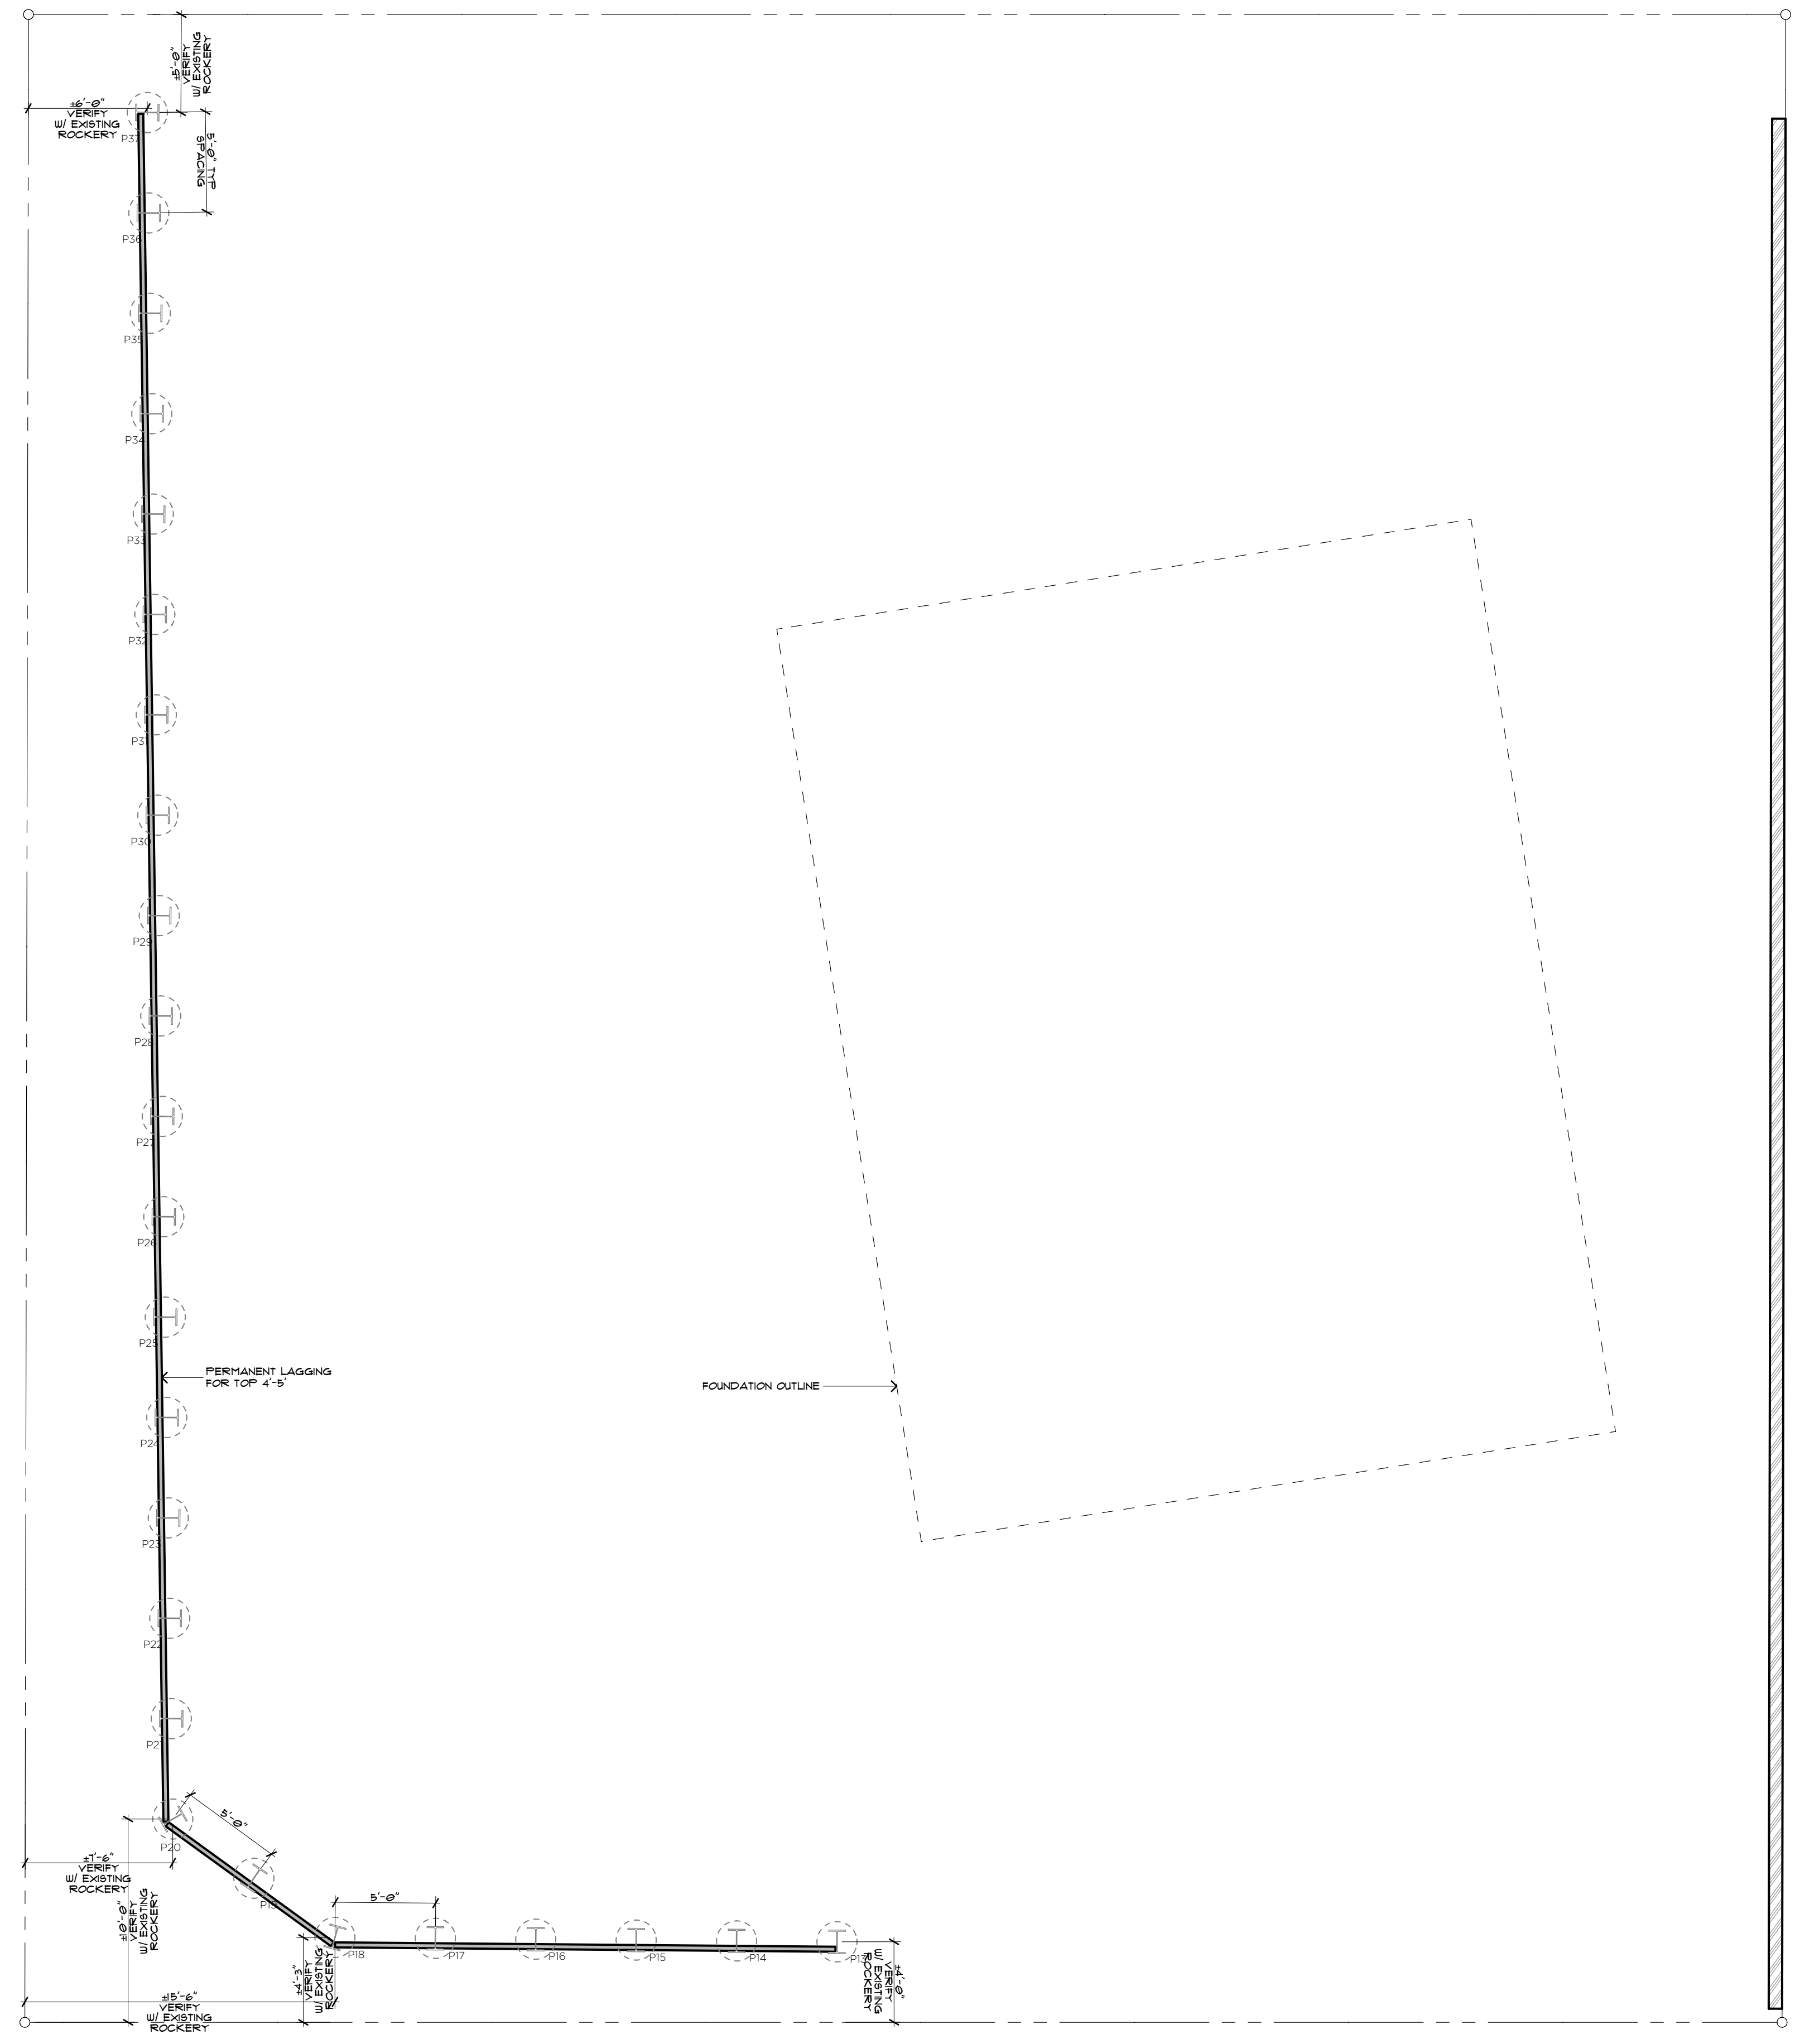 ±5'-0"
VERIFY
W/ EXISTING
ROCKERY
±6'-0"
VERIFY
W/ EXISTING
ROCKERY
P37
5'-0" TYP
SPACING
P36
P35
P34
P33
P32
P31
P30
P29
P28
P27
P26
P25
PERMANENT LAGGING
FOR TOP 4'-5'
FOUNDATION OUTLINE
P24
P23
P22
P21
5'-0"
P20
±7'-6"
VERIFY
W/ EXISTING
ROCKERY
±10'-0"
VERIFY
W/ EXISTING
ROCKERY
P19
5'-0"
P18
P17
P16
P15
P14
P13
±4'-3"
VERIFY
W/ EXISTING
ROCKERY
±4'-0"
VERIFY
W/ EXISTING
ROCKERY
±15'-6"
VERIFY
W/ EXISTING
ROCKERY